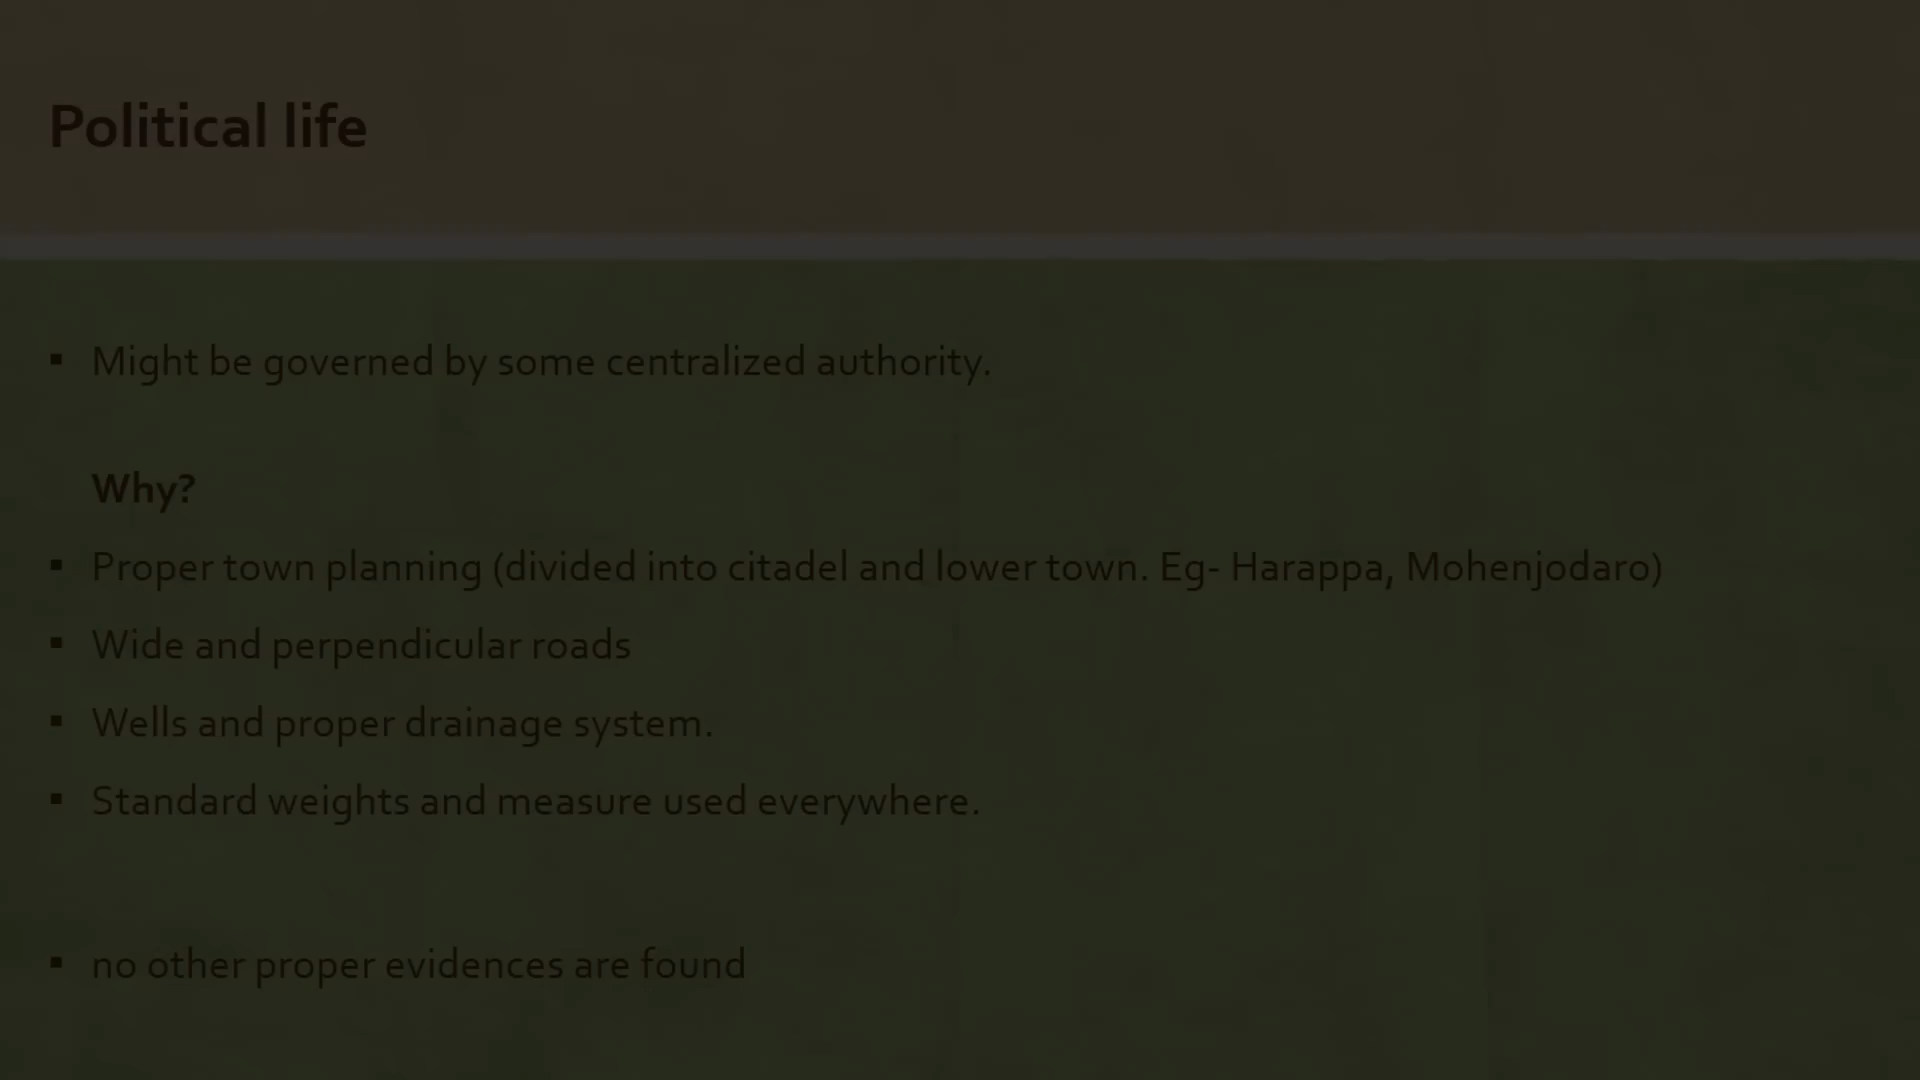 Political life
▪ Might be governed by some centralized authority.
Why?
▪ Proper town planning (divided into citadel and lower town. Eg- Harappa, Mohenjodaro)
▪ Wide and perpendicular roads
▪ Wells and proper drainage system.
▪ Standard weights and measure used everywhere.
▪ no other proper evidences are found